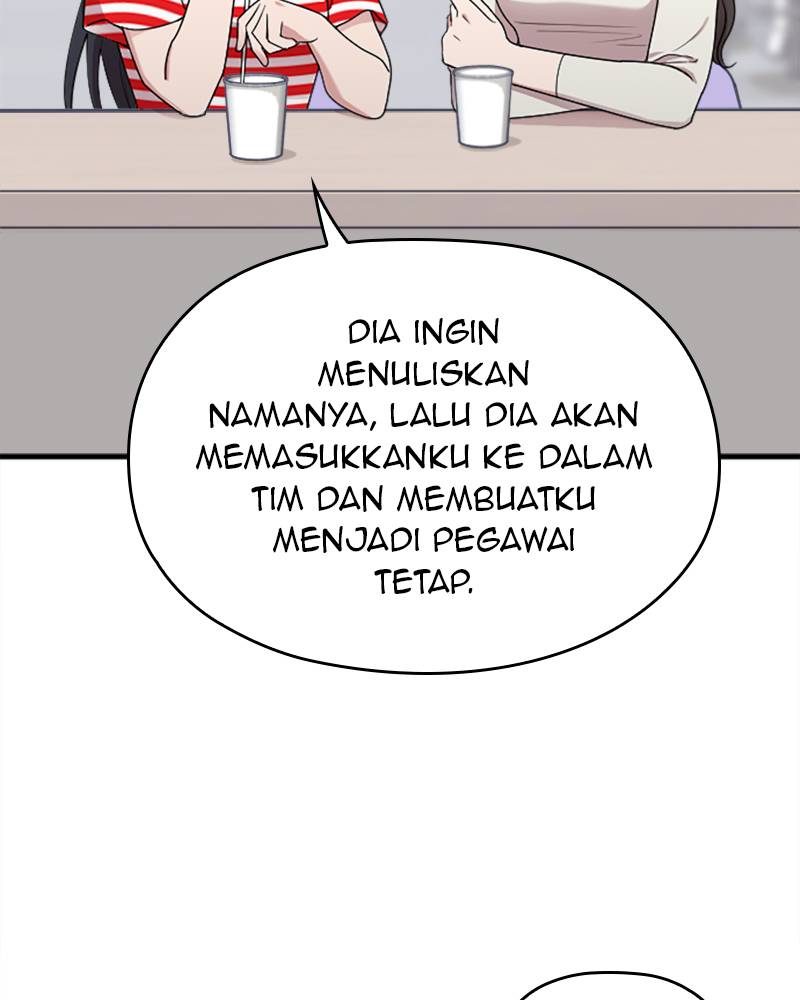 DIA INGIN
MENULISKAN
NAMANYA, LALU DIA AKAN
MEMASUKKANKU KE DALAM
TIM DAN MEMBUATKU
MENJADI PEGAWAI
TETAP.